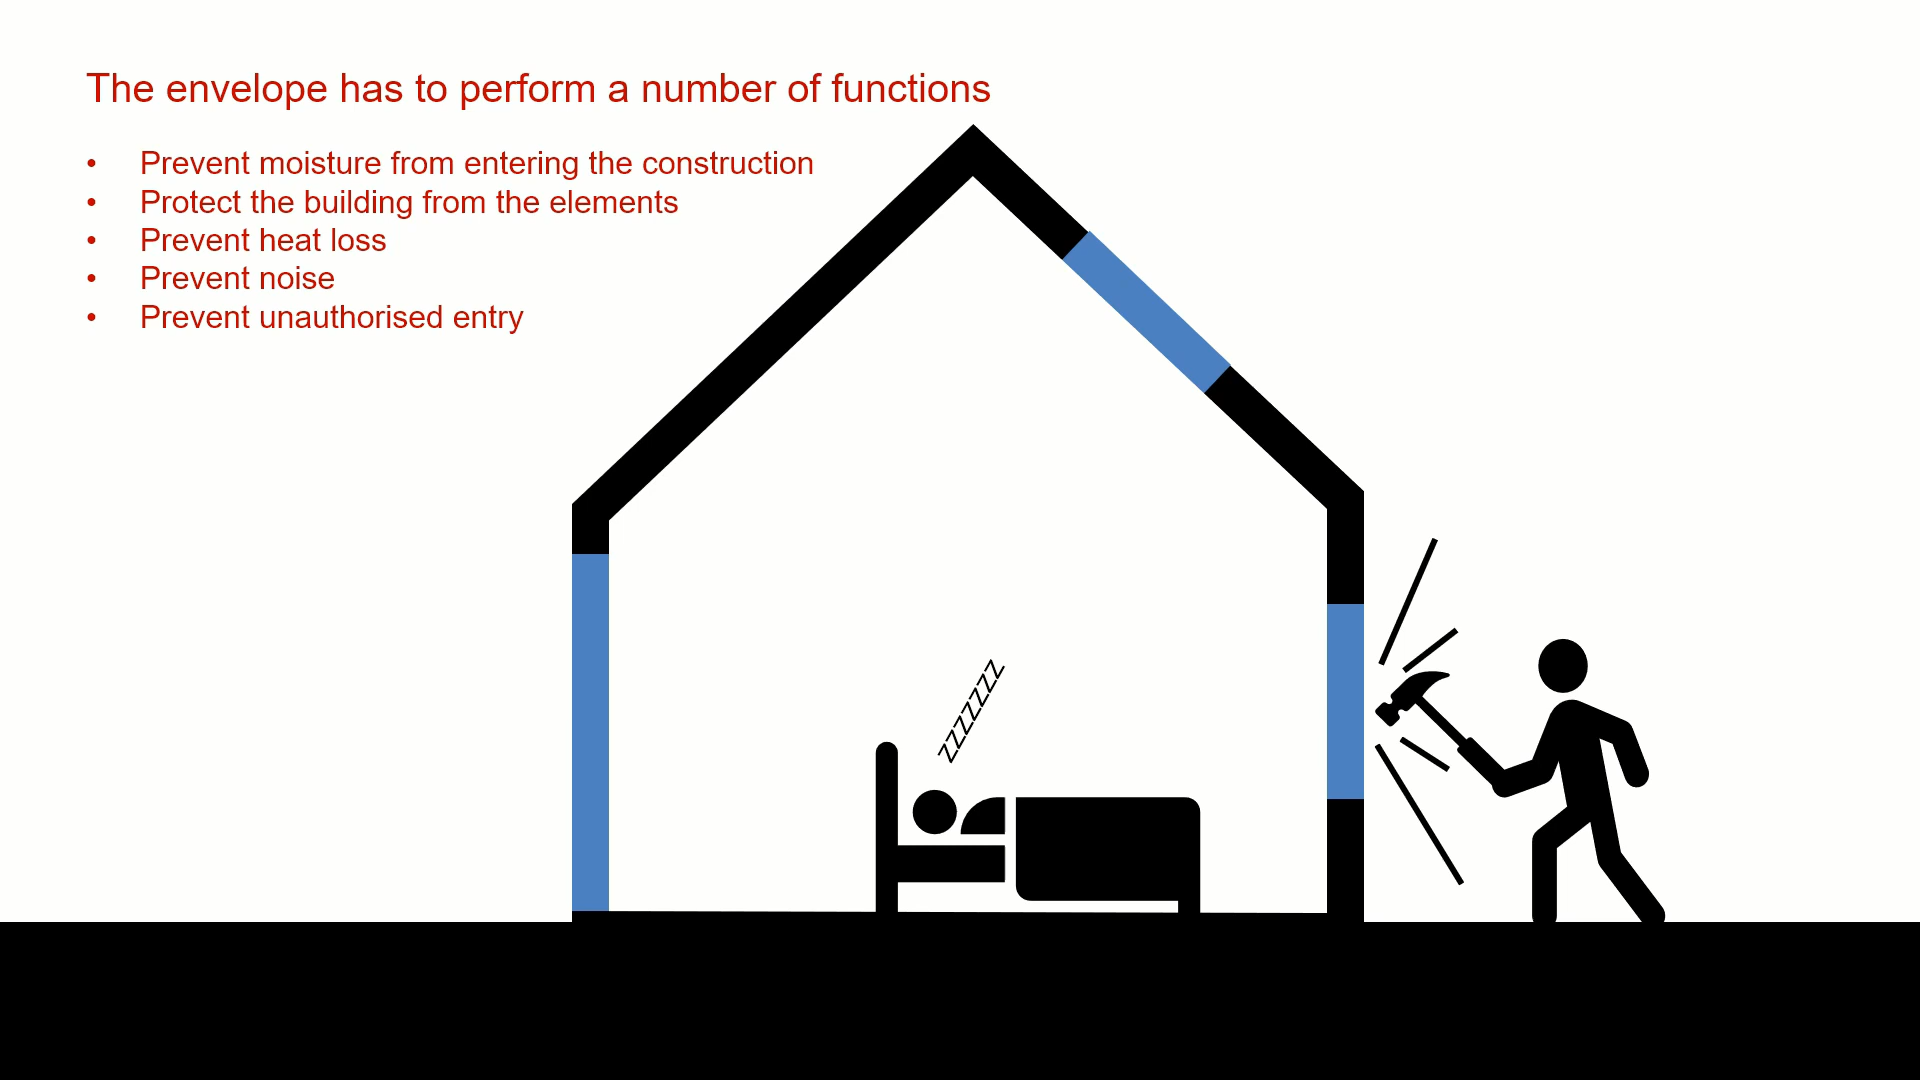 The envelope has to perform a number of functions
• Prevent moisture from entering the construction
• Protect the building from the elements
• Prevent heat loss
• Prevent noise
• Prevent unauthorised entry
ZZZZZZZ